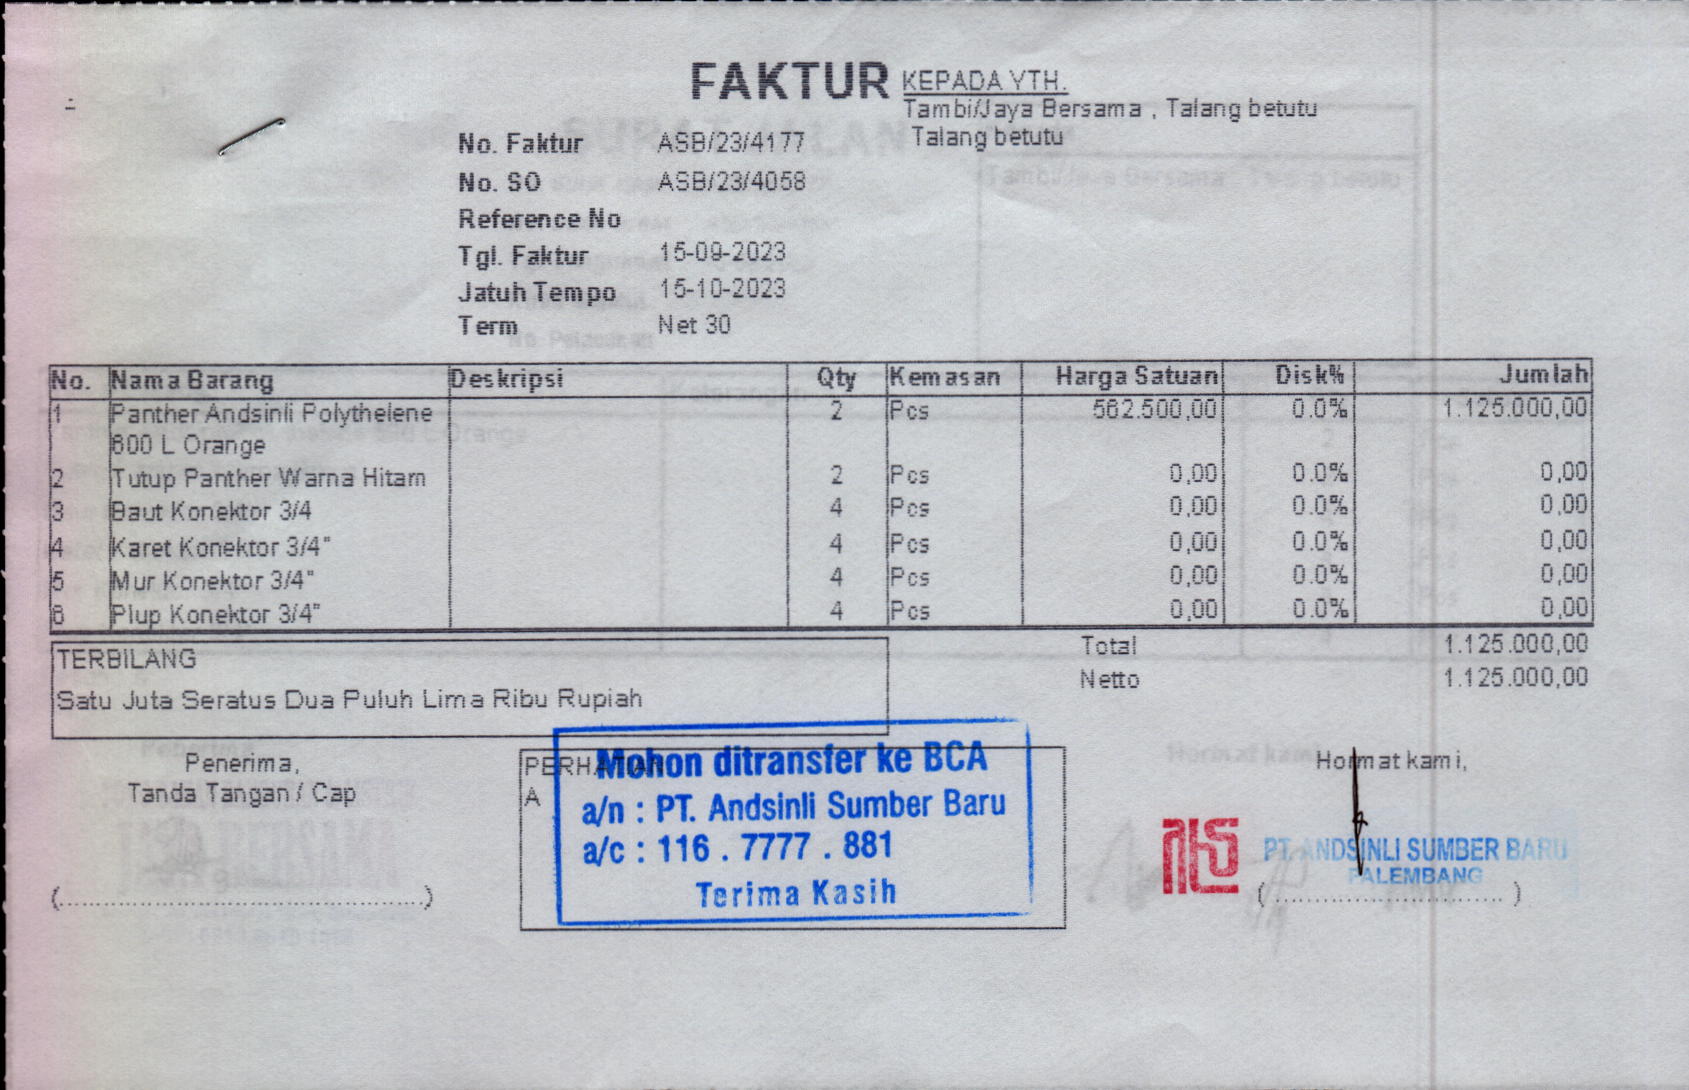 FAKTUR
KEPADA YTH.
Tambi/Jaya Bersama , Talang betutu
Talang betutu
No. Faktur ASB/23/4177
No. SO ASB/23/4058
Reference No
Tgl. Faktur 15-09-2023
Jatuh Tempo 15-10-2023
Term Net 30
No. Nama Barang Deskripsi Qty Kemasan Harga Satuan Disk% Jumlah
1 Panther Andsinli Polythelene 2 Pcs 562.500,00 0.0% 1.125.000,00
600 L Orange
2 Tutup Panther Warna Hitam 2 Pcs 0,00 0.0% 0,00
3 Baut Konektor 3/4 4 Pcs 0,00 0.0% 0,00
4 Karet Konektor 3/4" 4 Pcs 0,00 0.0% 0,00
5 Mur Konektor 3/4" 4 Pcs 0,00 0.0% 0,00
6 Plup Konektor 3/4" 4 Pcs 0,00 0.0% 0,00
Total 1.125.000,00
Netto 1.125.000,00
TERBILANG
Satu Juta Seratus Dua Puluh Lima Ribu Rupiah
Penerima,
Tanda Tangan / Cap
(........................................)
A
Mohon ditransfer ke BCA
a/n : PT. Andsinli Sumber Baru
a/c : 116 . 7777 . 881
Terima Kasih
Hormat kami,
PT. ANDSINLI SUMBER BARU
PALEMBANG
(............................)